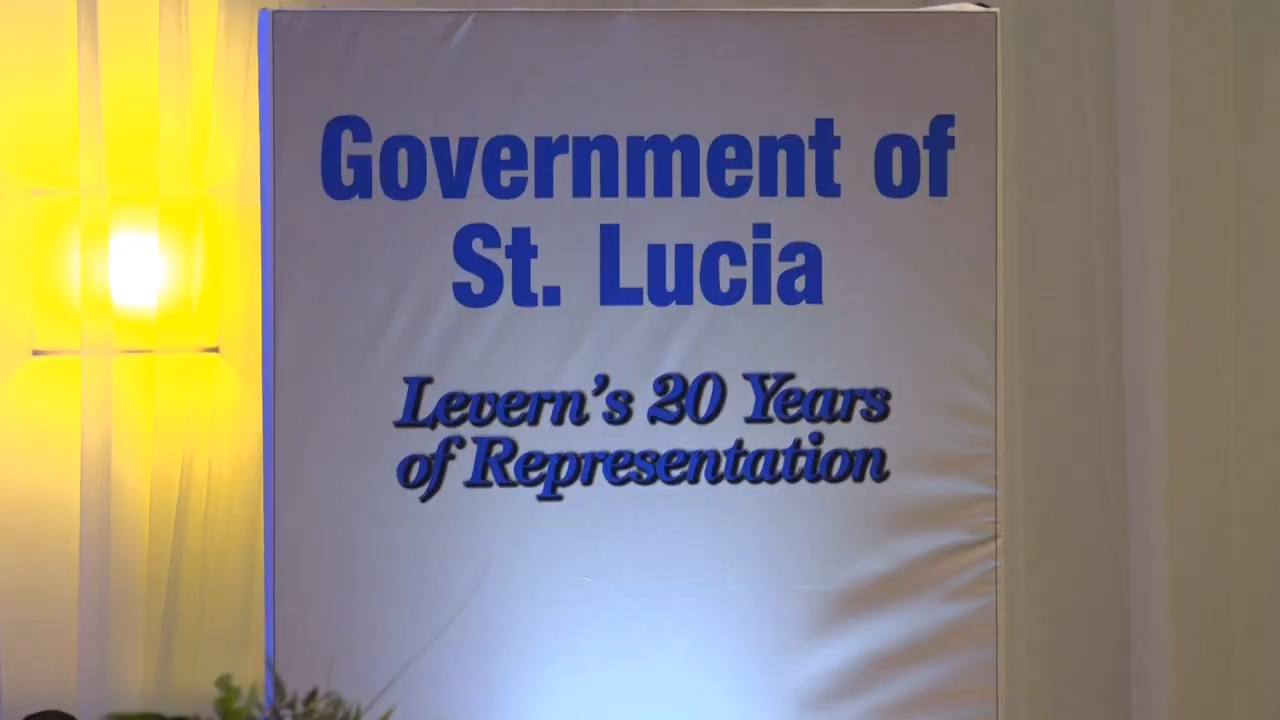 Government of
St. Lucia
Levern's 20 Years
of Representation